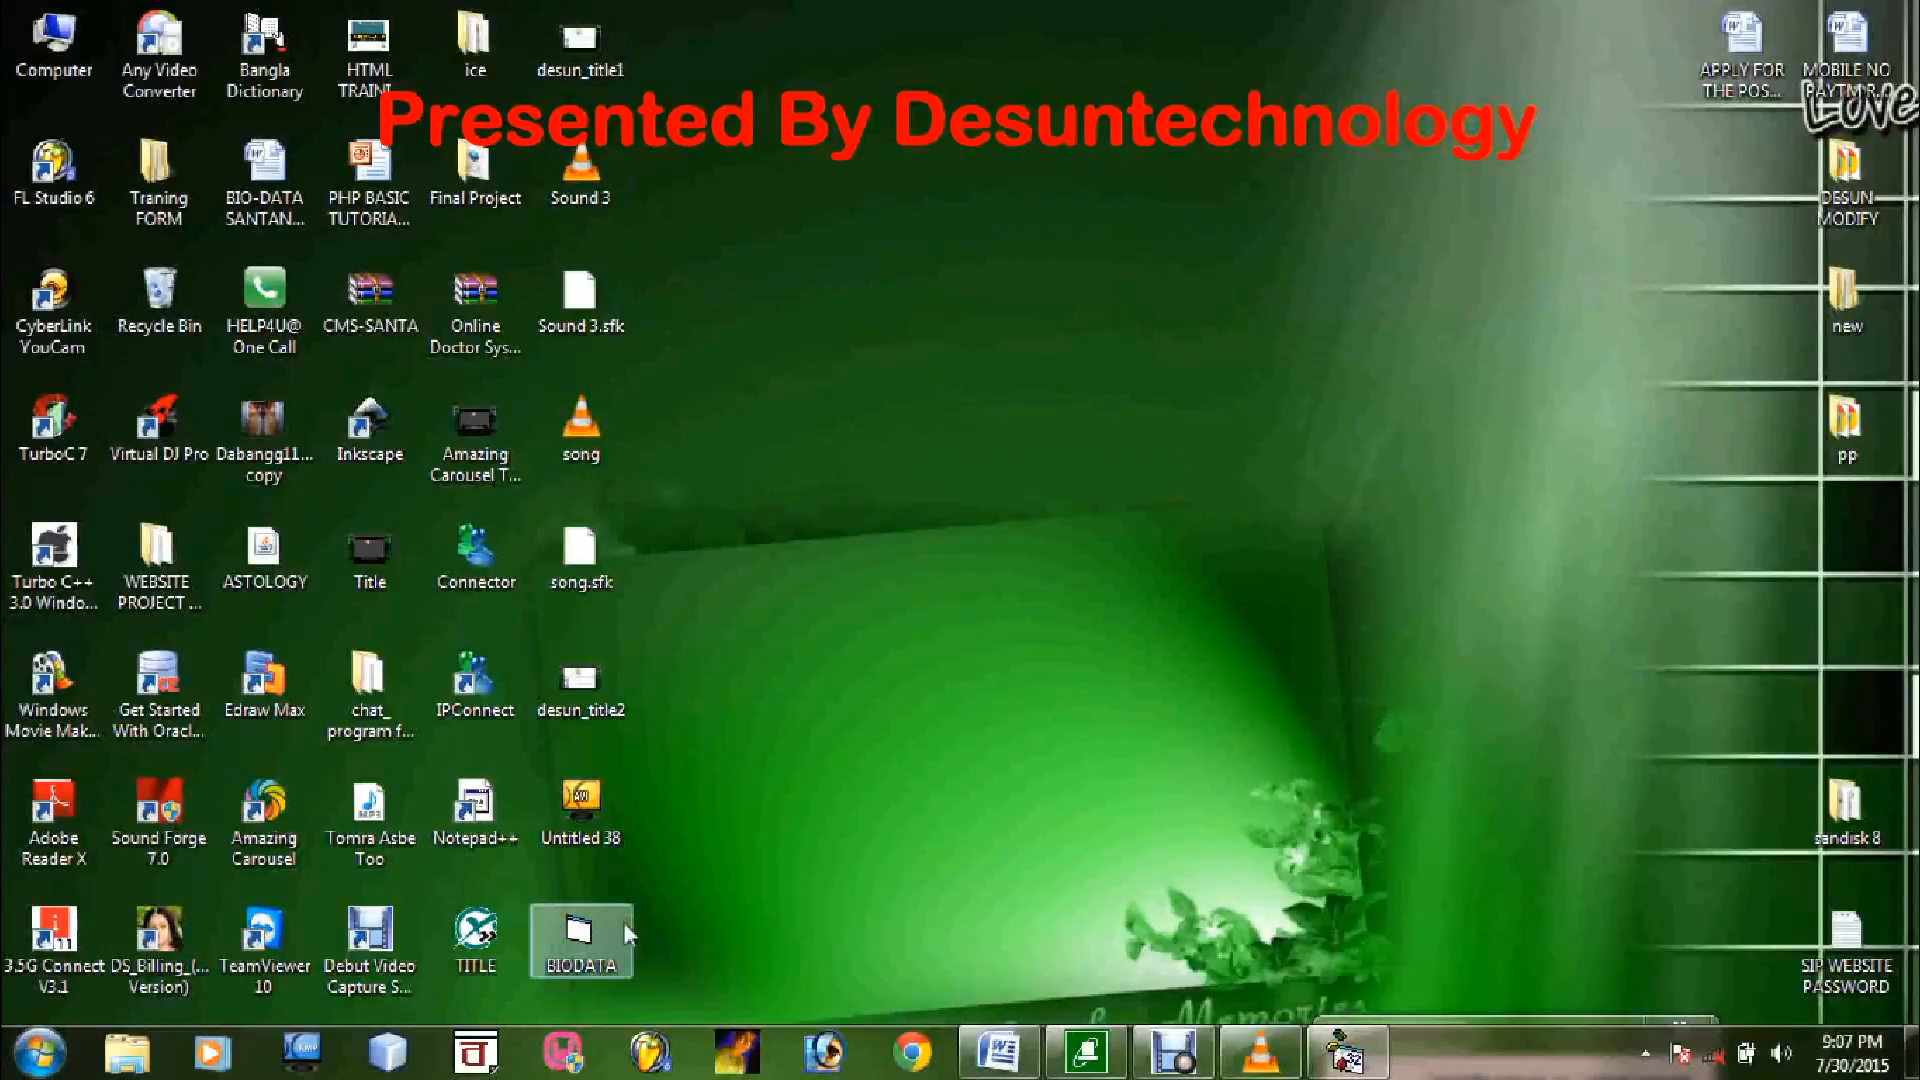 Presented By Desuntechnology
Computer
Any Video
Converter
Bangla
Dictionary
HTML
TRAINI...
ice
desun_title1
APPLY FOR
THE POS...
MOBILE NO
PAYTM R...
Love
FL Studio 6
Traning
FORM
BIO-DATA
SANTAN...
PHP BASIC
TUTORIA...
Final Project
Sound 3
DESUN
MODIFY
CyberLink
YouCam
Recycle Bin
HELP4U@
One Call
CMS-SANTA
Online
Doctor Sys...
Sound 3.sfk
new
TurboC 7
Virtual DJ Pro
Dabangg11...
copy
Inkscape
Amazing
Carousel T...
song
pp
Turbo C++
3.0 Windo...
WEBSITE
PROJECT ...
ASTOLOGY
Title
Connector
song.sfk
Windows
Movie Mak...
Get Started
With Oracl...
Edraw Max
chat_
program f...
IPConnect
desun_title2
Adobe
Reader X
Sound Forge
7.0
Amazing
Carousel
Tomra Asbe
Too
Notepad++
Untitled 38
sandisk 8
3.5G Connect
V3.1
DS_Billing_(...
Version)
TeamViewer
10
Debut Video
Capture S...
TITLE
BIODATA
SIP WEBSITE
PASSWORD
Memories
9:07 PM
7/30/2015